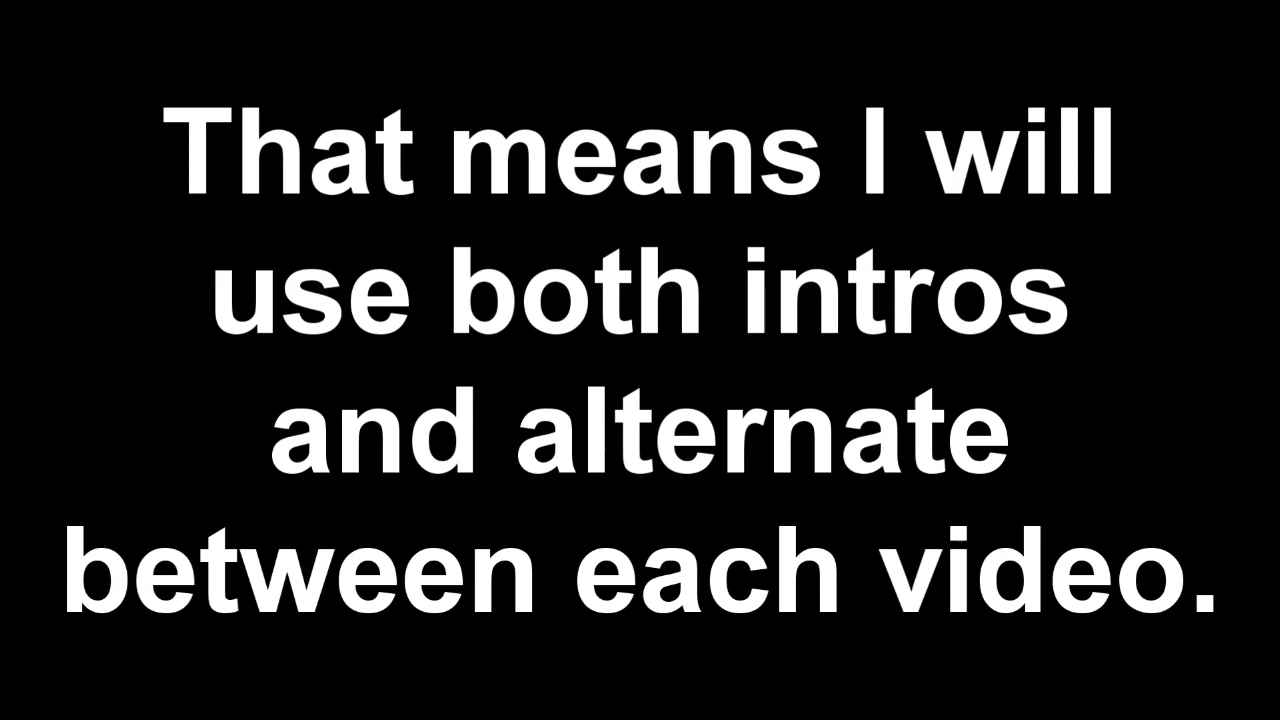 That means I will
use both intros
and alternate
between each video.